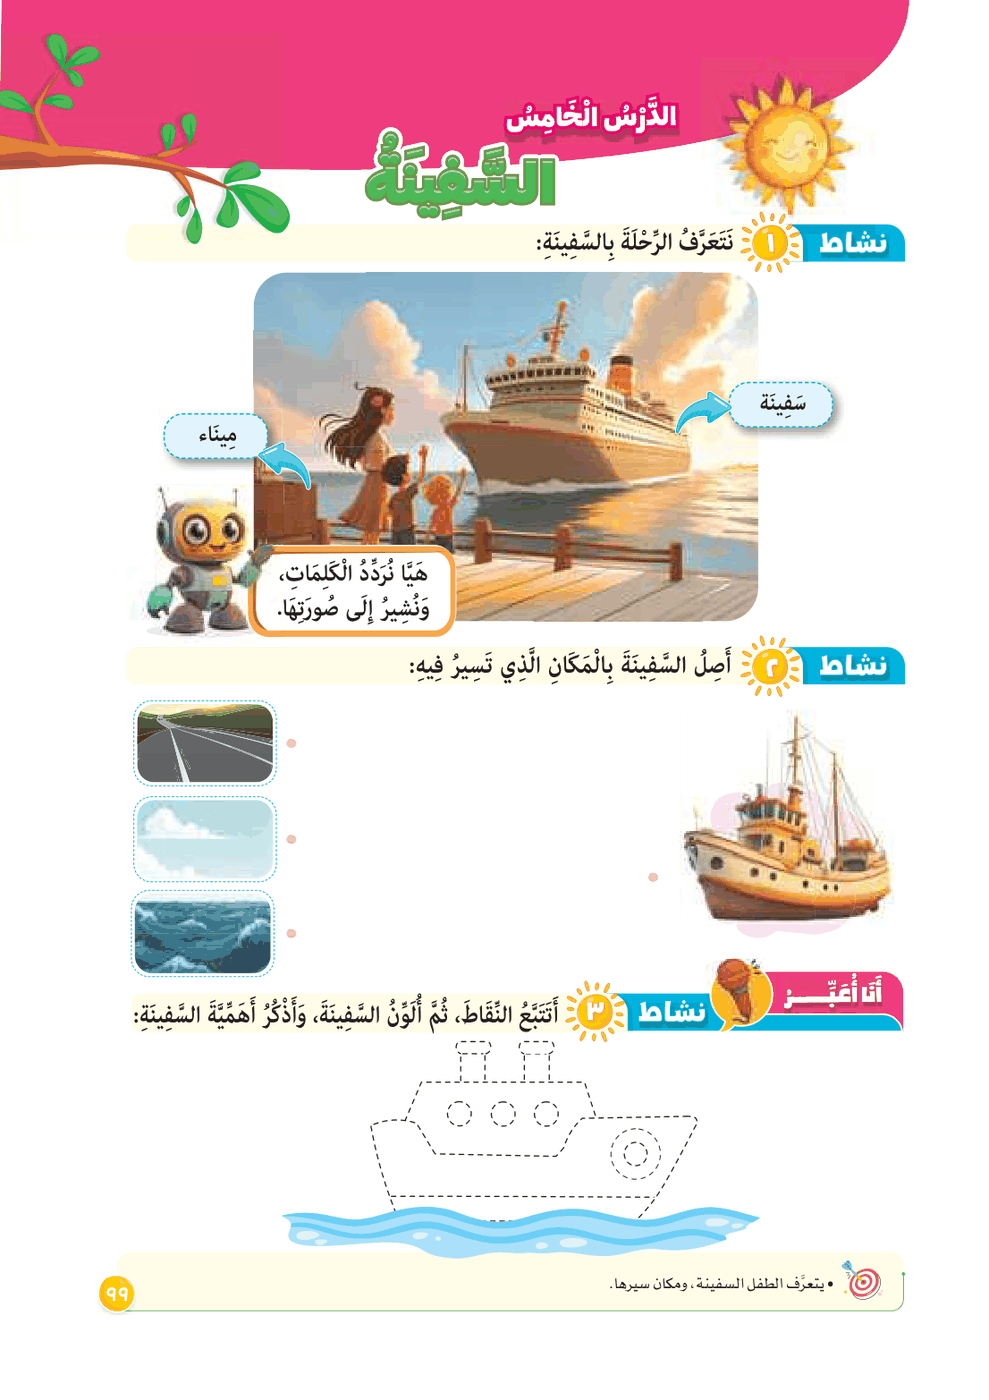 الدَّرْسُ الْخَامِسُ
السَّفِينَةُ
نشاط ١ نَتَعَرَّفُ الرِّحْلَةَ بِالسَّفِينَةِ:
سَفِينَة
مِينَاء
هَيَّا نُرَدِّدُ الْكَلِمَاتِ،
وَنُشِيرُ إِلَى صُورَتِهَا.
نشاط ٢ أَصِلُ السَّفِينَةَ بِالْمَكَانِ الَّذِي تَسِيرُ فِيهِ:
أَنَا أُعَبِّـــــرُ
نشاط ٣ أَتَتَبَّعُ النِّقَاطَ، ثُمَّ أُلَوِّنُ السَّفِينَةَ، وَأَذْكُرُ أَهَمِّيَّةَ السَّفِينَةِ:
• يتعرَّف الطفل السفينة، ومكان سيرها.
٩٩